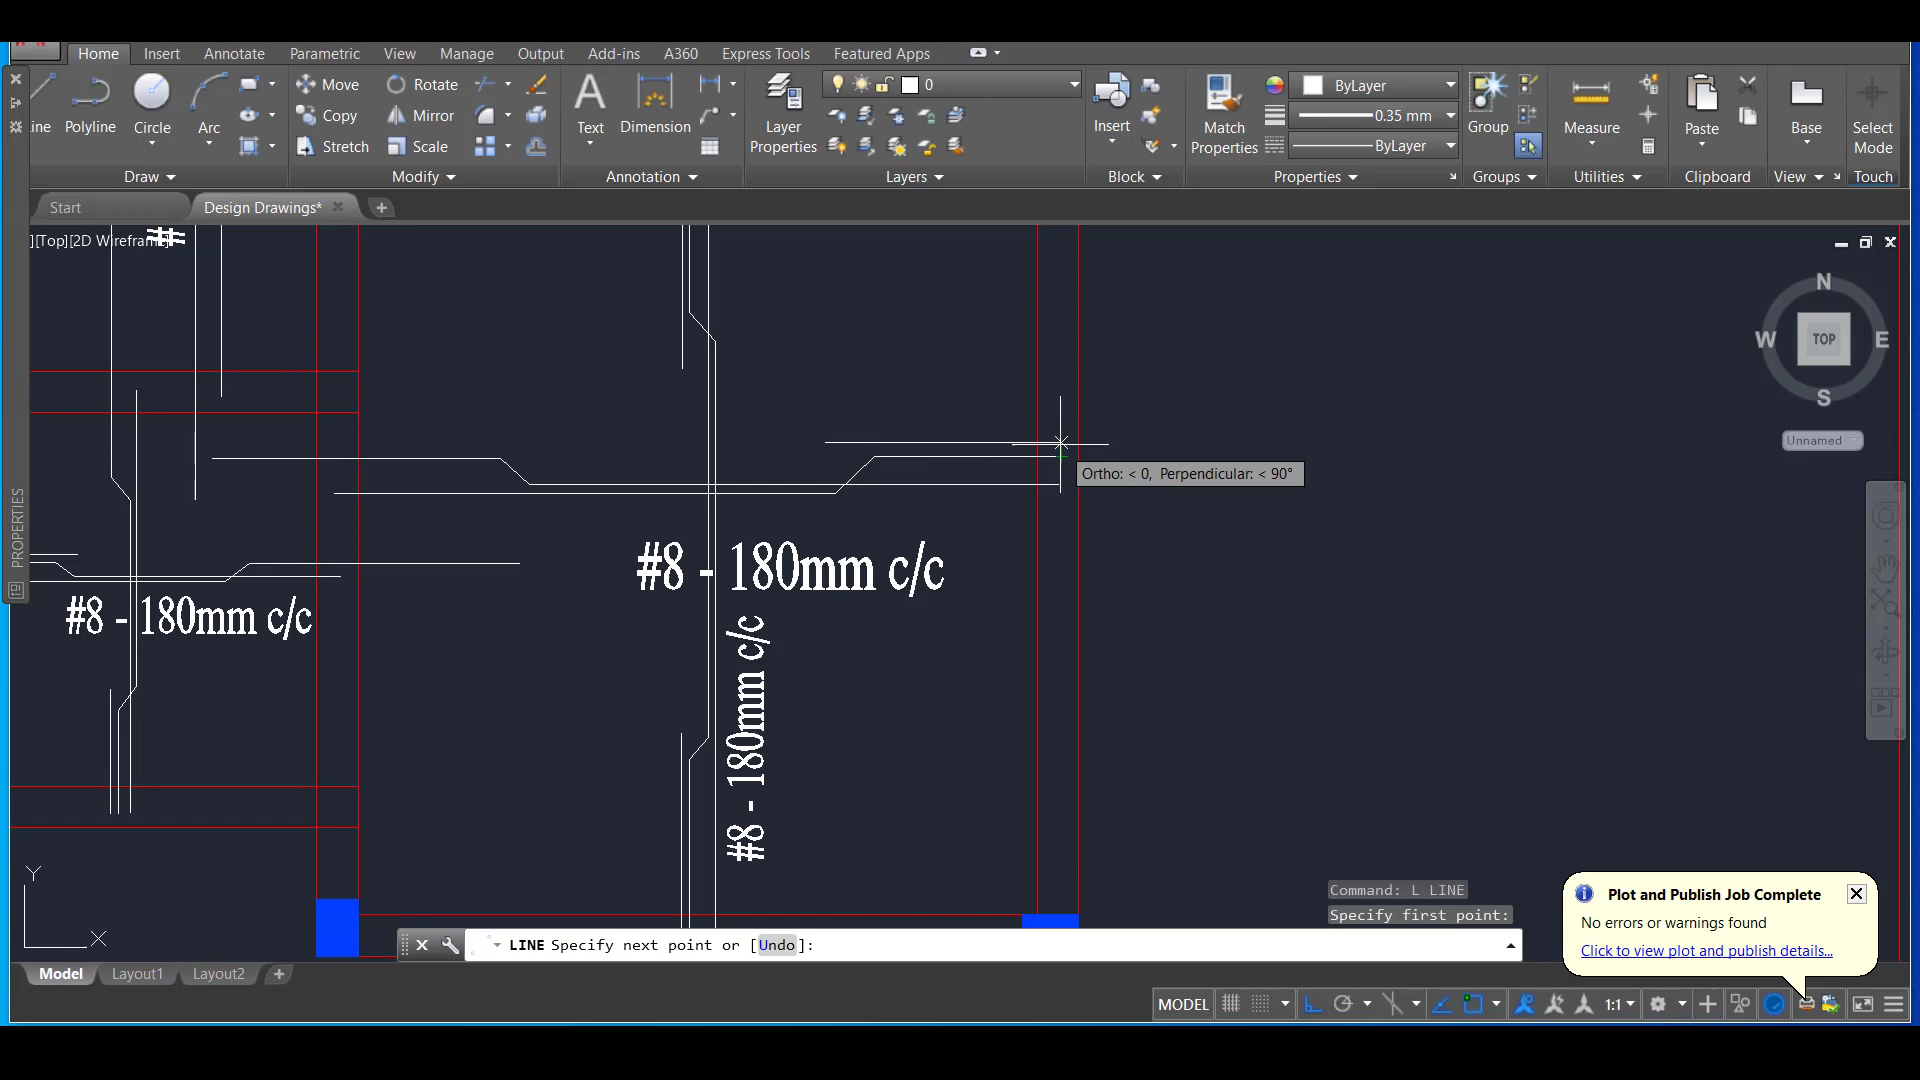 Home Insert Annotate Parametric View Manage Output Add-ins A360 Express Tools Featured Apps
Line Polyline Circle Arc
Move Rotate
Copy Mirror
Stretch Scale
Text Dimension
Layer Properties
0
Insert
Match Properties
ByLayer
0.35 mm
ByLayer
Group
Measure
Paste
Base
Select Mode
Draw Modify Annotation Layers Block Properties Groups Utilities Clipboard View Touch
Start Design Drawings*
][Top][2D Wireframe]
#
N
W TOP E
S
Unnamed
PROPERTIES
Ortho: < 0, Perpendicular: < 90°
#8 - 180mm c/c
#8 - 180mm c/c
#8 - 180mm c/c
Y
X
Command: L LINE
Specify first point:
LINE Specify next point or [Undo]:
Plot and Publish Job Complete
No errors or warnings found
Click to view plot and publish details...
Model Layout1 Layout2
MODEL 1:1